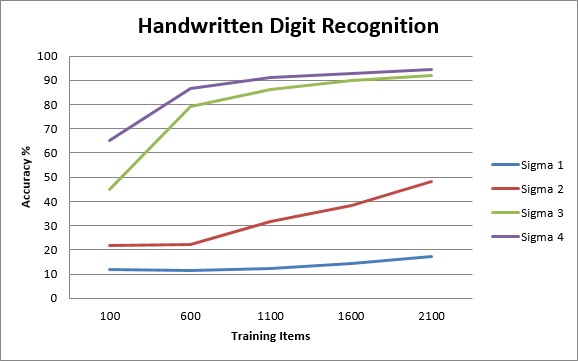 Handwritten Digit Recognition
100
90
80
70
60
50
40
30
20
10
0
Accuracy %
100 600 1100 1600 2100
Training Items
Sigma 1
Sigma 2
Sigma 3
Sigma 4